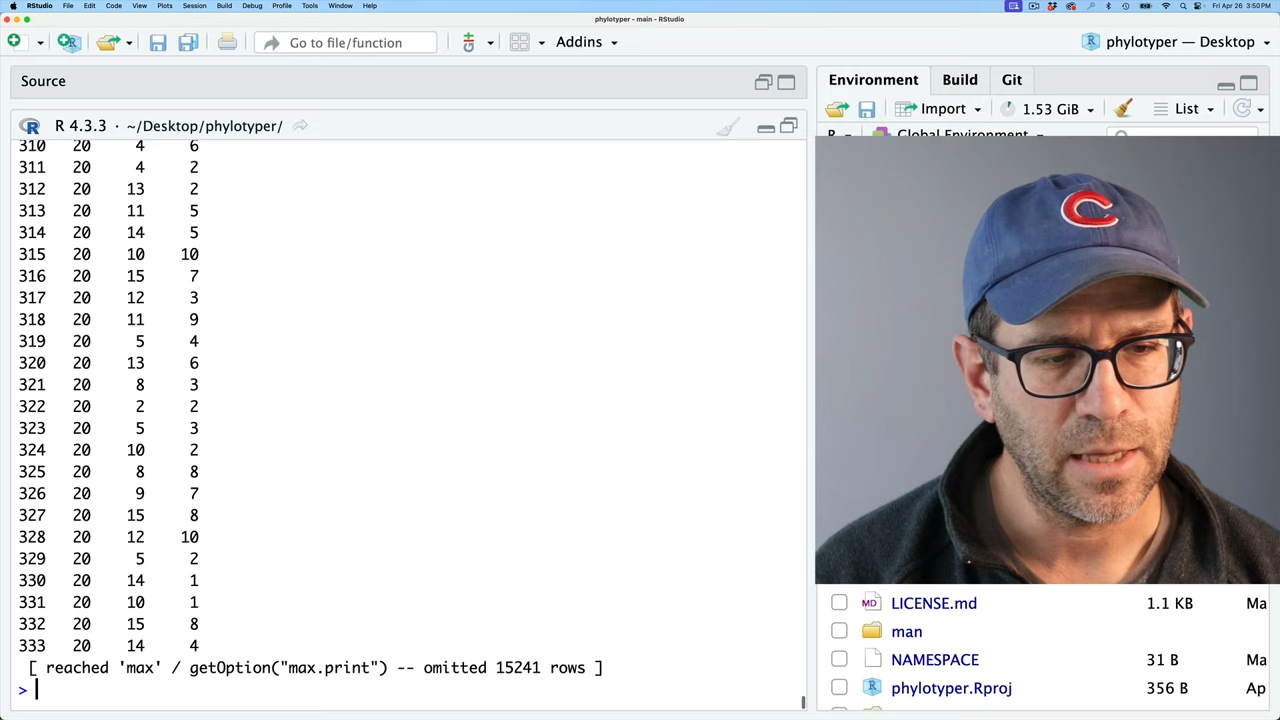 RStudio File Edit Code View Plots Session Build Debug Profile Tools Window Help Fri Apr 26 3:50PM
phylotyper - main - RStudio
Go to file/function Addins phylotyper — Desktop
Source
Environment Build Git
Import 1.53 GiB List
R 4.3.3 · ~/Desktop/phylotyper/
R Global Environment
310 20 4 6
311 20 4 2
312 20 13 2
313 20 11 5
314 20 14 5
315 20 10 10
316 20 15 7
317 20 12 3
318 20 11 9
319 20 5 4
320 20 13 6
321 20 8 3
322 20 2 2
323 20 5 3
324 20 10 2
325 20 8 8
326 20 9 7
327 20 15 8
328 20 12 10
329 20 5 2
330 20 14 1
331 20 10 1
332 20 15 8
333 20 14 4
[ reached 'max' / getOption("max.print") -- omitted 15241 rows ]
>
C
LICENSE.md 1.1 KB Ma
man
NAMESPACE 31 B Ma
phylotyper.Rproj 356 B Ap